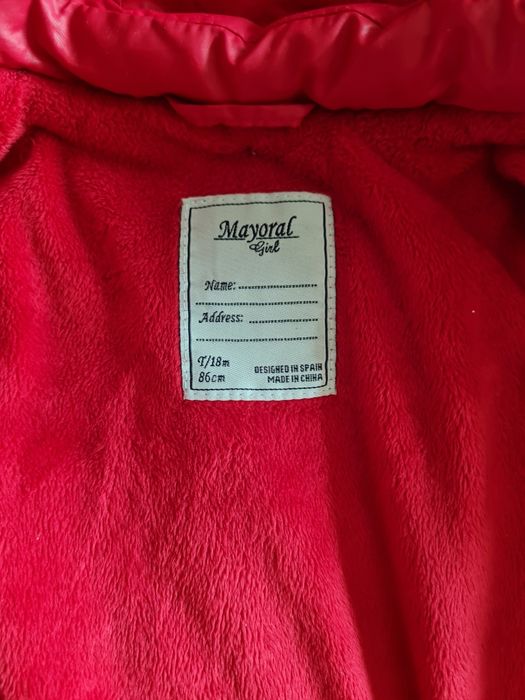 Mayoral
Girl
Name: ........................
................................
Address: ........................
................................
T/18m
86cm
DESIGNED IN SPAIN
MADE IN CHINA